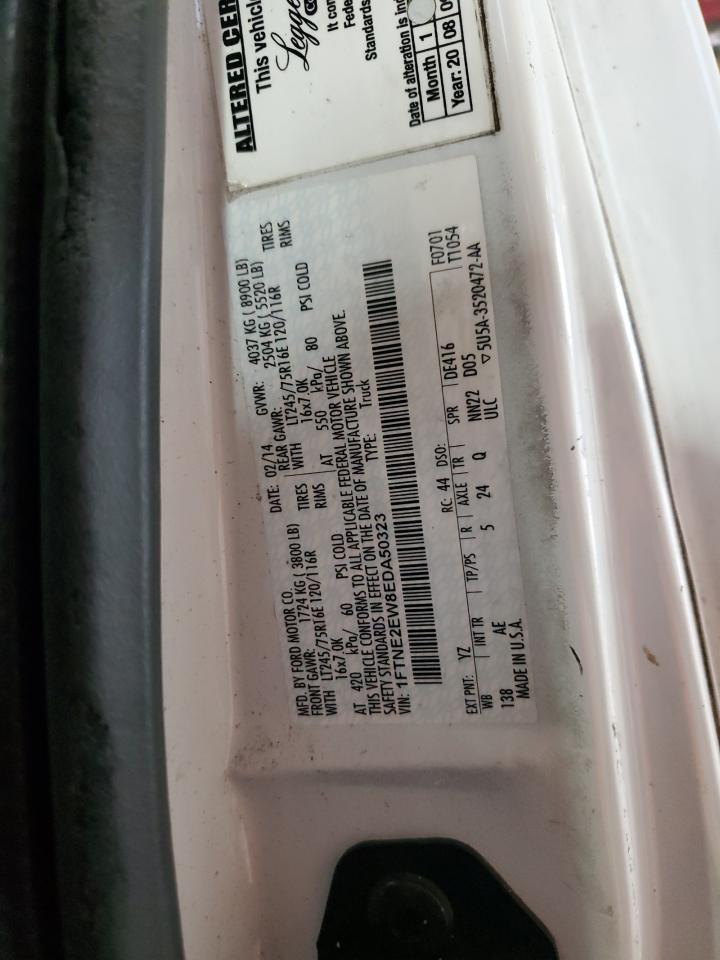 MFD. BY FORD MOTOR CO.
DATE: 02/14 GVWR: 4037 KG ( 8900 LB)
FRONT GAWR: 1724 KG ( 3800 LB) REAR GAWR: 2504 KG ( 5520 LB)
WITH LT245/75R16E 120/116R TIRES WITH LT245/75R16E 120/116R TIRES
16x7.0K RIMS 16x7.0K RIMS
AT 420 kPa/ 60 PSI COLD AT 550 kPa/ 80 PSI COLD
THIS VEHICLE CONFORMS TO ALL APPLICABLE FEDERAL MOTOR VEHICLE
SAFETY STANDARDS IN EFFECT ON THE DATE OF MANUFACTURE SHOWN ABOVE.
VIN: 1FTNE2EW8EDA50323 TYPE: Truck
F0701
T1054
EXT PNT: YZ RC: 44 DSO:
WB INT TR TP/PS R AXLE TR SPR DE416
138 AE 5 24 Q NN22 D05
MADE IN U.S.A. ULC ▽5U5A-3520472-AA
ALTERED CER
This vehicl
Legge
It con
Fede
Standards
Date of alteration is ind
Month 1
Year: 20 08 09